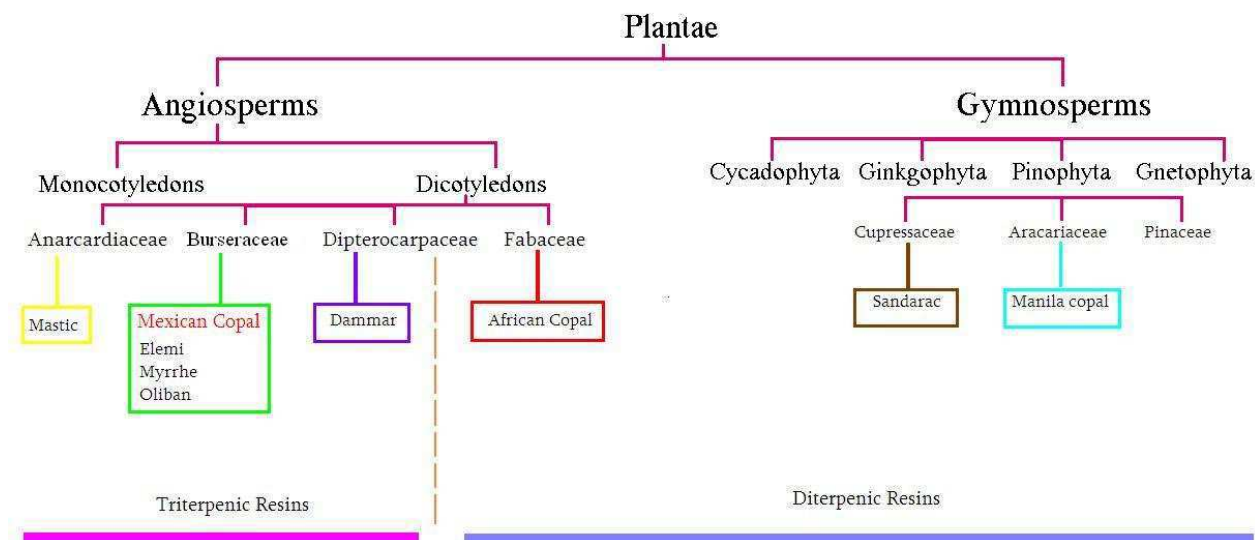 Plantae
Angiosperms
Gymnosperms
Monocotyledons
Dicotyledons
Cycadophyta
Ginkgophyta
Pinophyta
Gnetophyta
Anarcardiaceae
Burseraceae
Dipterocarpaceae
Fabaceae
Cupressaceae
Aracariaceae
Pinaceae
Mastic
Mexican Copal
Elemi
Myrrhe
Oliban
Dammar
African Copal
Sandarac
Manila copal
Triterpenic Resins
Diterpenic Resins